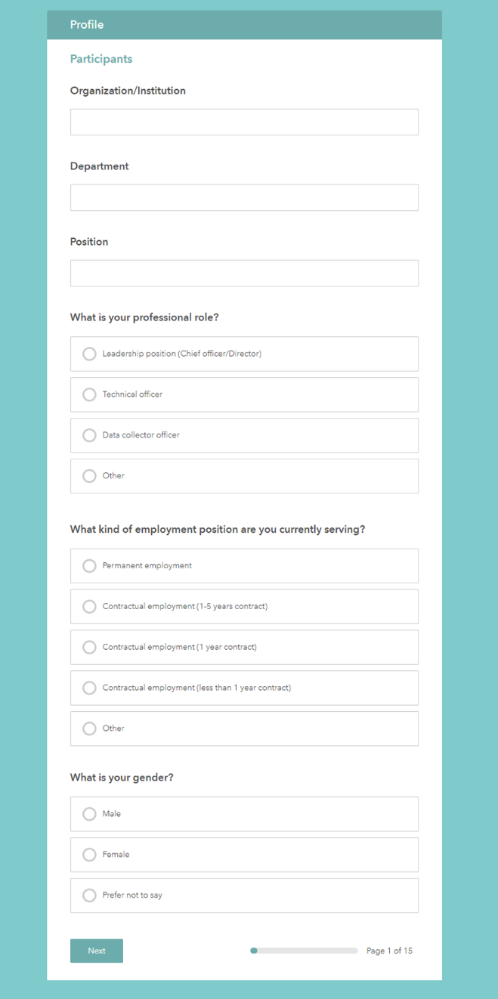 Profile
Participants
Organization/Institution
Department
Position
What is your professional role?
Leadership position (Chief officer/Director)
Technical officer
Data collector officer
Other
What kind of employment position are you currently serving?
Permanent employment
Contractual employment (1-5 years contract)
Contractual employment (1 year contract)
Contractual employment (less than 1 year contract)
Other
What is your gender?
Male
Female
Prefer not to say
Next
Page 1 of 15